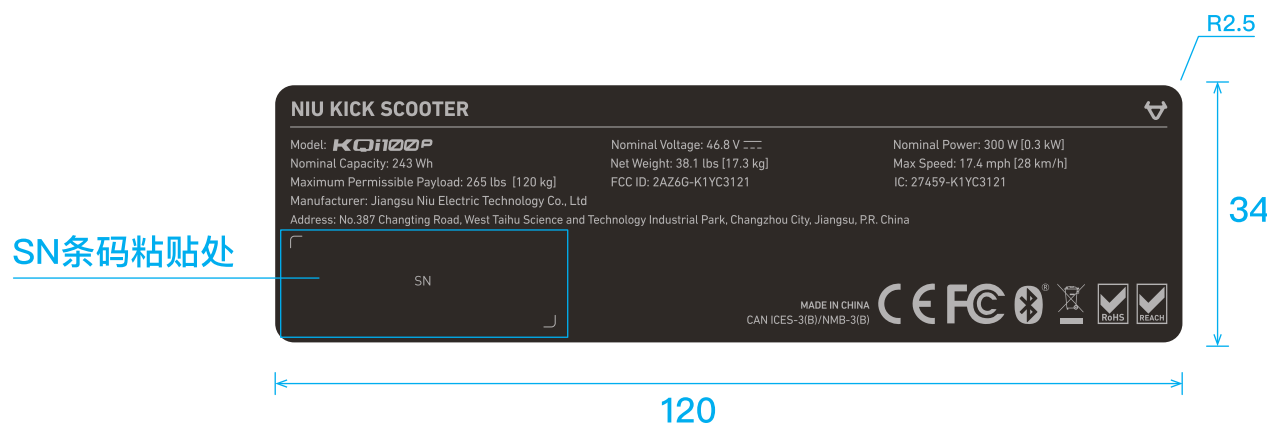 R2.5
NIU KICK SCOOTER
Model: KQi100P
Nominal Voltage: 46.8 V
Nominal Power: 300 W [0.3 kW]
Nominal Capacity: 243 Wh
Net Weight: 38.1 lbs [17.3 kg]
Max Speed: 17.4 mph [28 km/h]
Maximum Permissible Payload: 265 lbs [120 kg]
FCC ID: 2AZ6G-K1YC3121
IC: 27459-K1YC3121
Manufacturer: Jiangsu Niu Electric Technology Co., Ltd
Address: No.387 Changting Road, West Taihu Science and Technology Industrial Park, Changzhou City, Jiangsu, P.R. China
34
SN条码粘贴处
SN
MADE IN CHINA
CAN ICES-3(B)/NMB-3(B)
CE FC ®
RoHS
REACH
120